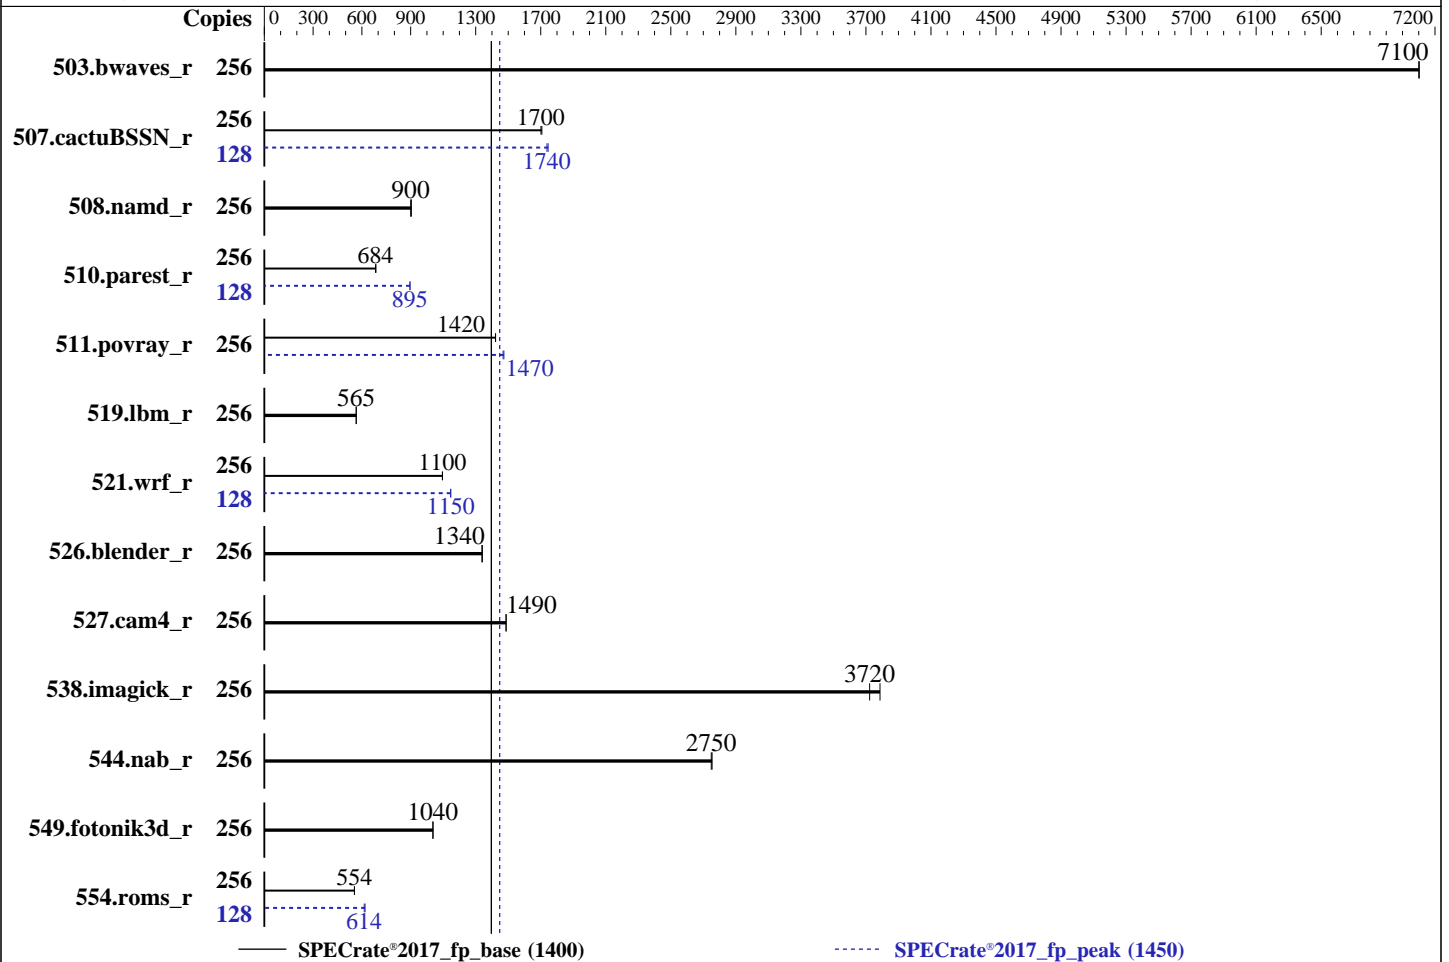 Copies 0 300 600 900 1300 1700 2100 2500 2900 3300 3700 4100 4500 4900 5300 5700 6100 6500 7200
503.bwaves_r 256 7100
507.cactuBSSN_r 256 1700
128 1740
508.namd_r 256 900
510.parest_r 256 684
128 895
511.povray_r 256 1420
1470
519.lbm_r 256 565
521.wrf_r 256 1100
128 1150
526.blender_r 256 1340
527.cam4_r 256 1490
538.imagick_r 256 3720
544.nab_r 256 2750
549.fotonik3d_r 256 1040
554.roms_r 256 554
128 614
SPECrate®2017_fp_base (1400) SPECrate®2017_fp_peak (1450)